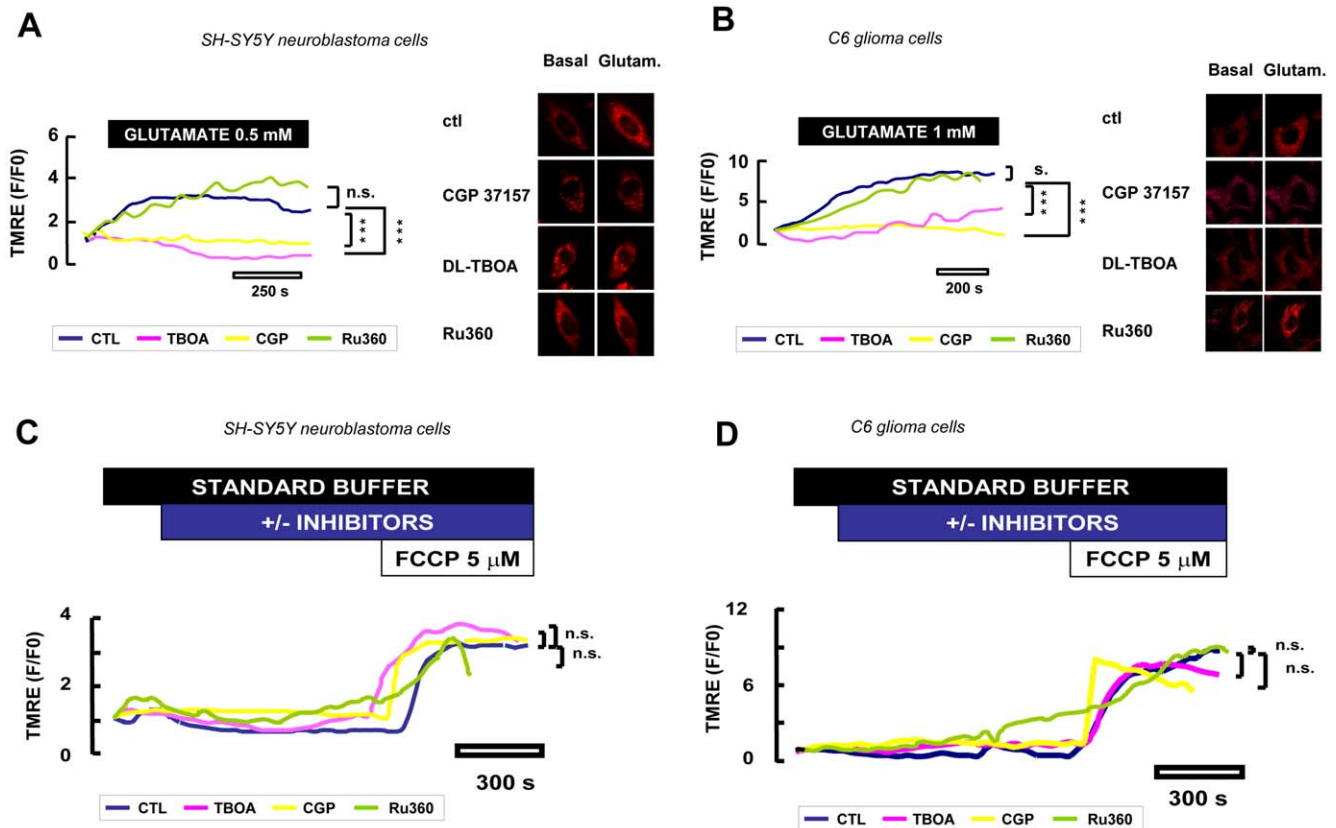 A
SH-SY5Y neuroblastoma cells
Basal Glutam.
GLUTAMATE 0.5 mM
TMRE (F/F0)
6
4
2
0
n.s.
***
***
250 s
ctl
CGP 37157
DL-TBOA
Ru360
CTL TBOA CGP Ru360
B
C6 glioma cells
Basal Glutam.
GLUTAMATE 1 mM
TMRE (F/F0)
10
5
0
s.
***
***
200 s
ctl
CGP 37157
DL-TBOA
Ru360
CTL TBOA CGP Ru360
C
SH-SY5Y neuroblastoma cells
STANDARD BUFFER
+/- INHIBITORS
FCCP 5 μM
TMRE (F/F0)
4
2
0
n.s.
n.s.
300 s
CTL TBOA CGP Ru360
D
C6 glioma cells
STANDARD BUFFER
+/- INHIBITORS
FCCP 5 μM
TMRE (F/F0)
12
6
0
n.s.
n.s.
300 s
CTL TBOA CGP Ru360